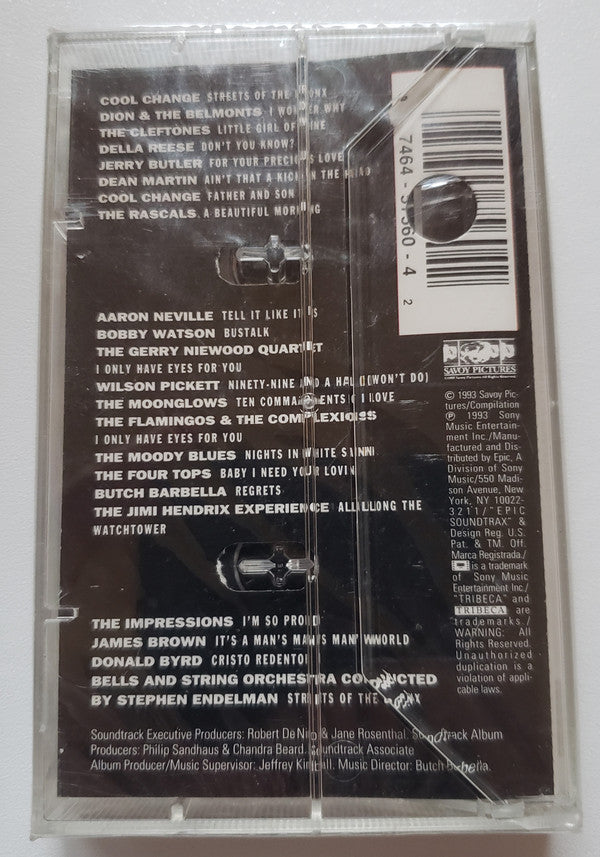 COOL CHANGE STREETS OF THE BRONX
DION & THE BELMONTS I WONDER WHY
THE CLEFTONES LITTLE GIRL OF MINE
DELLA REESE DON'T YOU KNOW?
JERRY BUTLER FOR YOUR PRECIOUS LOVE
DEAN MARTIN AIN'T THAT A KICK IN THE HEAD
COOL CHANGE FATHER AND SON
THE RASCALS A BEAUTIFUL MORNING
AARON NEVILLE TELL IT LIKE IT IS
BOBBY WATSON BUSTALK
THE GERRY NIEWOOD QUARTET
I ONLY HAVE EYES FOR YOU
WILSON PICKETT NINETY-NINE AND A HALF (WON'T DO)
THE MOONGLOWS TEN COMMANDMENTS OF LOVE
THE FLAMINGOS & THE COMPLEXIONS
I ONLY HAVE EYES FOR YOU
THE MOODY BLUES NIGHTS IN WHITE SATIN
THE FOUR TOPS BABY I NEED YOUR LOVIN'
BUTCH BARBELLA REGRETS
THE JIMI HENDRIX EXPERIENCE ALL ALONG THE
WATCHTOWER
THE IMPRESSIONS I'M SO PROUD
JAMES BROWN IT'S A MAN'S MAN'S MAN'S WORLD
DONALD BYRD CRISTO REDENTOR
BELLS AND STRING ORCHESTRA CONDUCTED
BY STEPHEN ENDELMAN STREETS OF THE BRONX
Soundtrack Executive Producers: Robert De Niro & Jane Rosenthal. Soundtrack Album
Producers: Philip Sandhaus & Chandra Beard. Soundtrack Associate
Album Producer/Music Supervisor: Jeffrey Kimball. Music Director: Butch Barbella.
7464 - 57560 - 4
2
SAVOY PICTURES
© 1993 Savoy Pic-
tures/Compilation
℗ 1993 Sony
Music Entertain-
ment Inc./Manu-
factured and Dis-
tributed by Epic, A
Division of Sony
Music/550 Madi-
son Avenue, New
York, NY 10022-
3211/"EPIC
SOUNDTRAX" &
Design Reg. U.S.
Pat. & TM. Off.
Marca Registrada./
is a trademark
of Sony Music
Entertainment Inc./
"TRIBECA" and
TRIBECA are
trademarks./
WARNING: All
Rights Reserved.
Unauthorized
duplication is a
violation of appli-
cable laws.